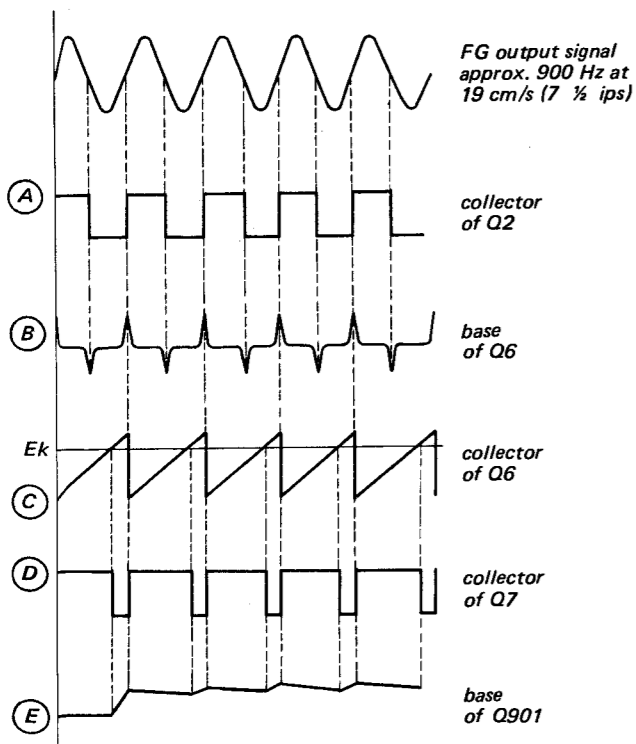 FG output signal
approx. 900 Hz at
19 cm/s (7 ½ ips)
A
collector
of Q2
B
base
of Q6
Ek
collector
of Q6
C
D
collector
of Q7
E
base
of Q901